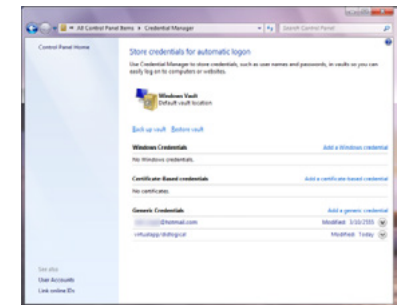 All Control Panel Items ▸ Credential Manager
Search Control Panel
Control Panel Home
Store credentials for automatic logon
Use Credential Manager to store credentials, such as user names and passwords, in vaults so you can
easily log on to computers or websites.
Windows Vault
Default vault location
Back up vault Restore vault
Windows Credentials Add a Windows credential
No Windows credentials.
Certificate-Based credentials Add a certificate-based credential
No certificates.
Generic Credentials Add a generic credential
@hotmail.com Modified:
virtualapp/didlogical Modified: Today
See also
User Accounts
Link online IDs